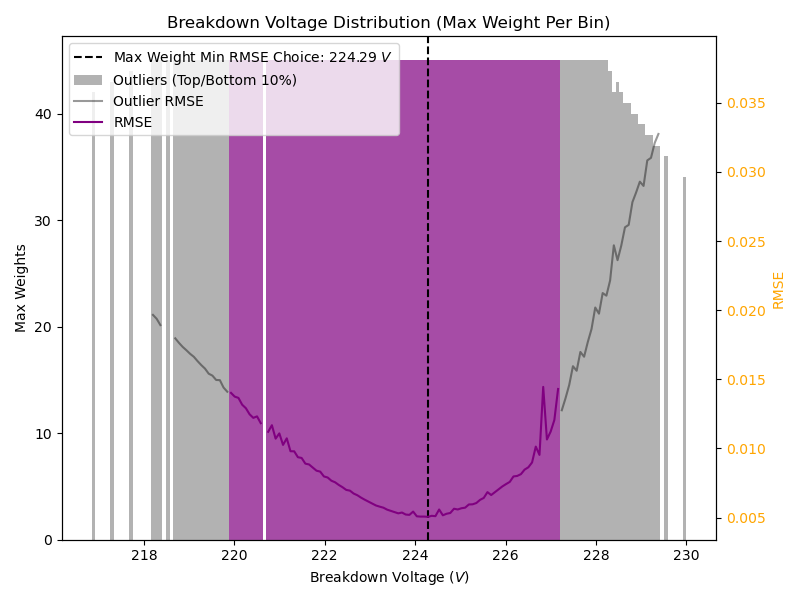 Breakdown Voltage Distribution (Max Weight Per Bin)
Max Weight Min RMSE Choice: 224.29 V
Outliers (Top/Bottom 10%)
Outlier RMSE
RMSE
Max Weights
40
30
20
10
0
0.035
0.030
0.025
0.020
0.015
0.010
0.005
RMSE
218 220 222 224 226 228 230
Breakdown Voltage (V)